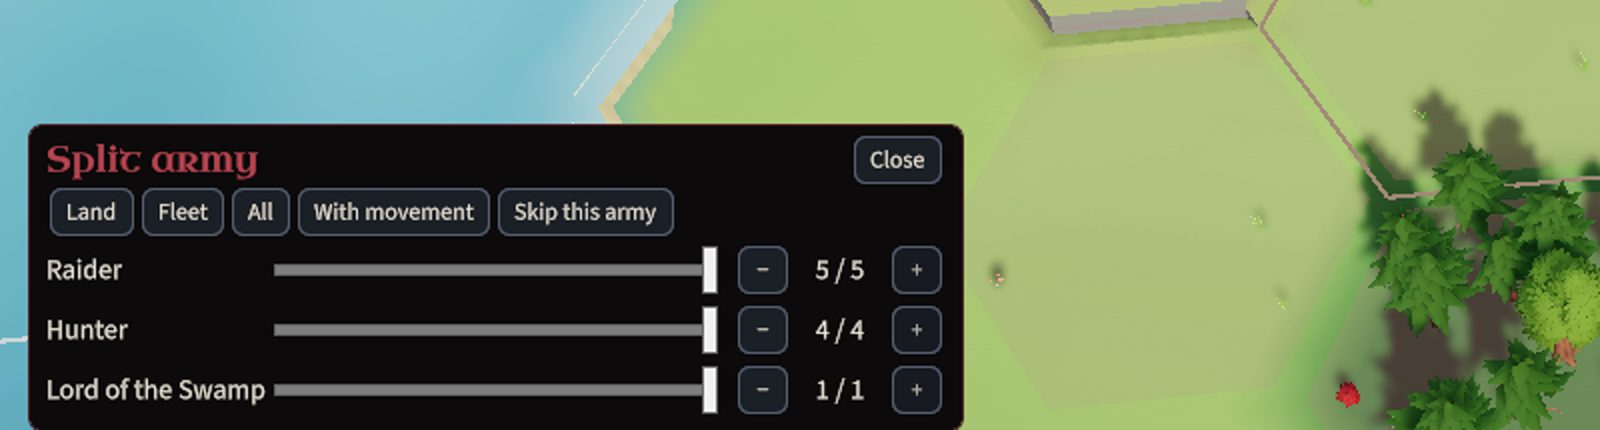 Split army
Close
Land Fleet All With movement Skip this army
Raider − 5 / 5 +
Hunter − 4 / 4 +
Lord of the Swamp − 1 / 1 +